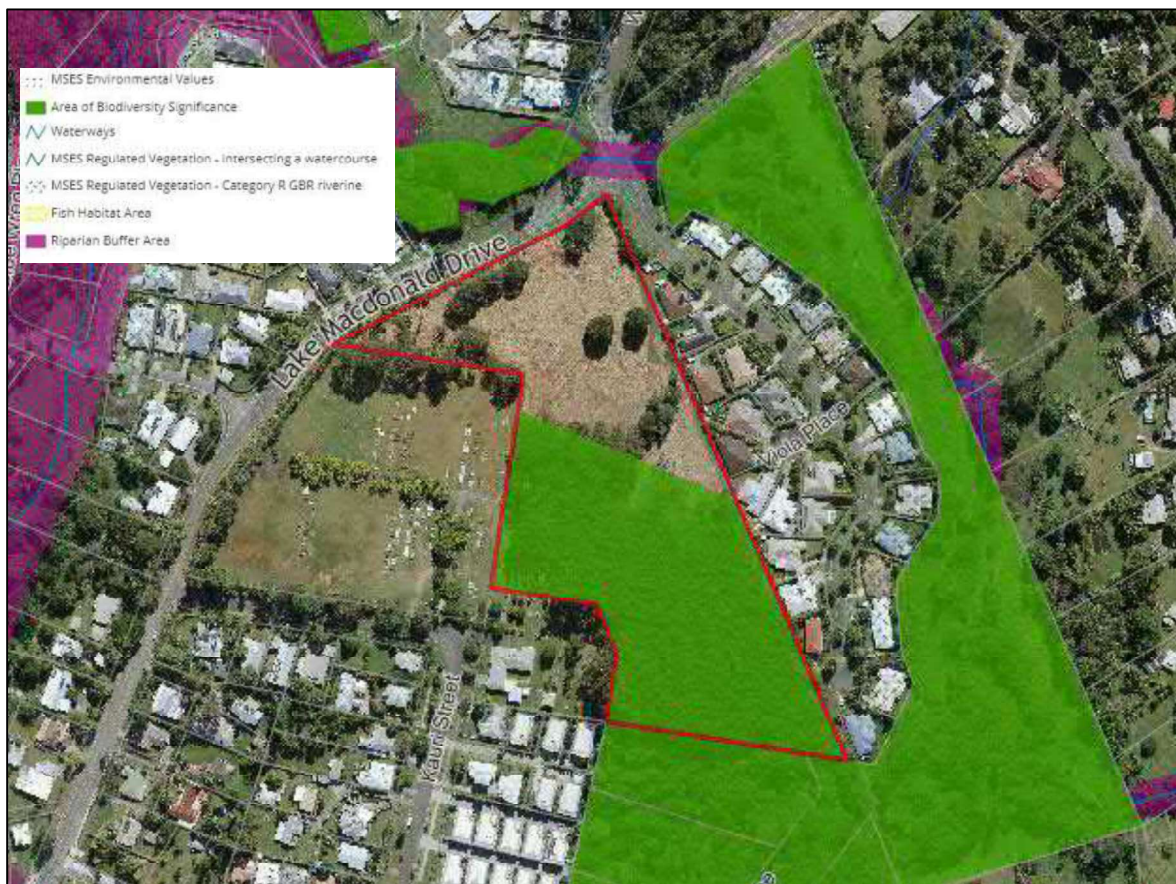 MSES Environmental Values
Area of Biodiversity Significance
Waterways
MSES Regulated Vegetation - Intersecting a watercourse
MSES Regulated Vegetation - Category R GBR riverine
Fish Habitat Area
Riparian Buffer Area
Lake Macdonald Drive
Viola Place
Kauri Street